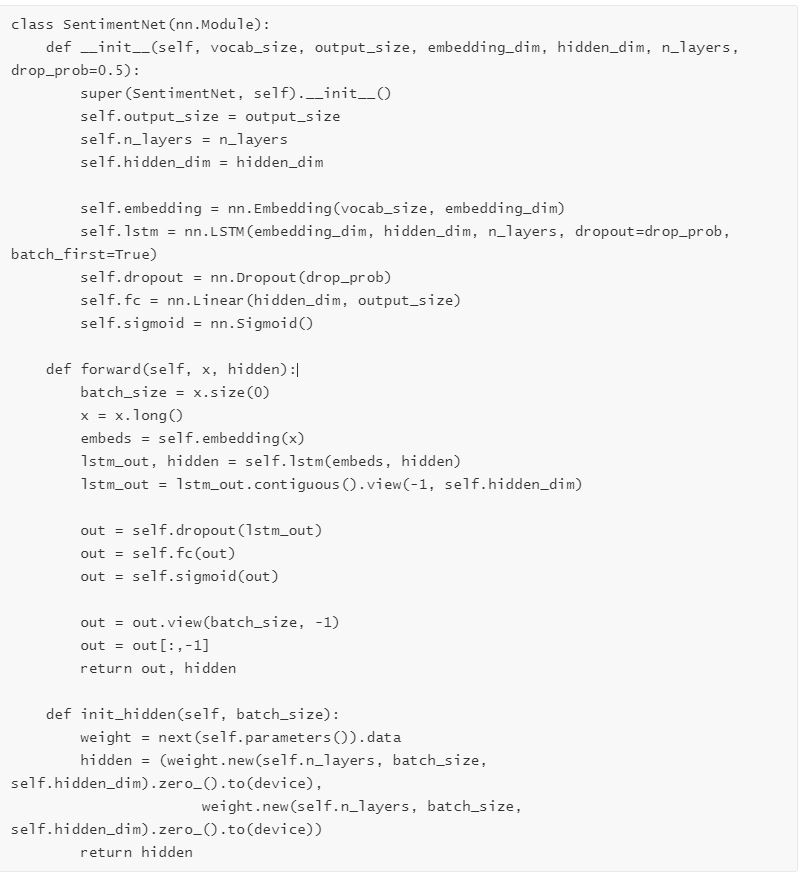 class SentimentNet(nn.Module):
    def __init__(self, vocab_size, output_size, embedding_dim, hidden_dim, n_layers,
drop_prob=0.5):
        super(SentimentNet, self).__init__()
        self.output_size = output_size
        self.n_layers = n_layers
        self.hidden_dim = hidden_dim

        self.embedding = nn.Embedding(vocab_size, embedding_dim)
        self.lstm = nn.LSTM(embedding_dim, hidden_dim, n_layers, dropout=drop_prob,
batch_first=True)
        self.dropout = nn.Dropout(drop_prob)
        self.fc = nn.Linear(hidden_dim, output_size)
        self.sigmoid = nn.Sigmoid()

    def forward(self, x, hidden):
        batch_size = x.size(0)
        x = x.long()
        embeds = self.embedding(x)
        lstm_out, hidden = self.lstm(embeds, hidden)
        lstm_out = lstm_out.contiguous().view(-1, self.hidden_dim)

        out = self.dropout(lstm_out)
        out = self.fc(out)
        out = self.sigmoid(out)

        out = out.view(batch_size, -1)
        out = out[:,-1]
        return out, hidden

    def init_hidden(self, batch_size):
        weight = next(self.parameters()).data
        hidden = (weight.new(self.n_layers, batch_size,
self.hidden_dim).zero_().to(device),
                      weight.new(self.n_layers, batch_size,
self.hidden_dim).zero_().to(device))
        return hidden